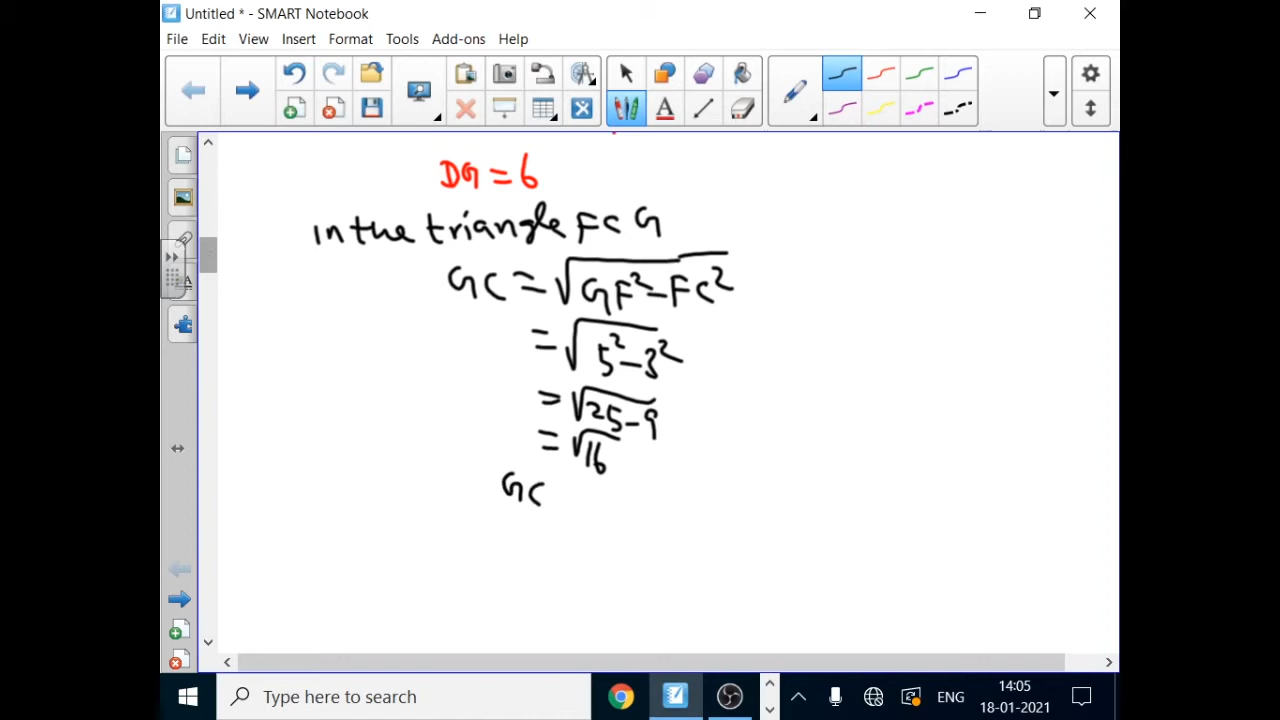 Untitled * - SMART Notebook
File Edit View Insert Format Tools Add-ons Help
DG = 6
In the triangle FCG
GC = √GF²-FC²
= √5²-3²
= √25-9
= √16
GC
Type here to search
ENG
14:05
18-01-2021